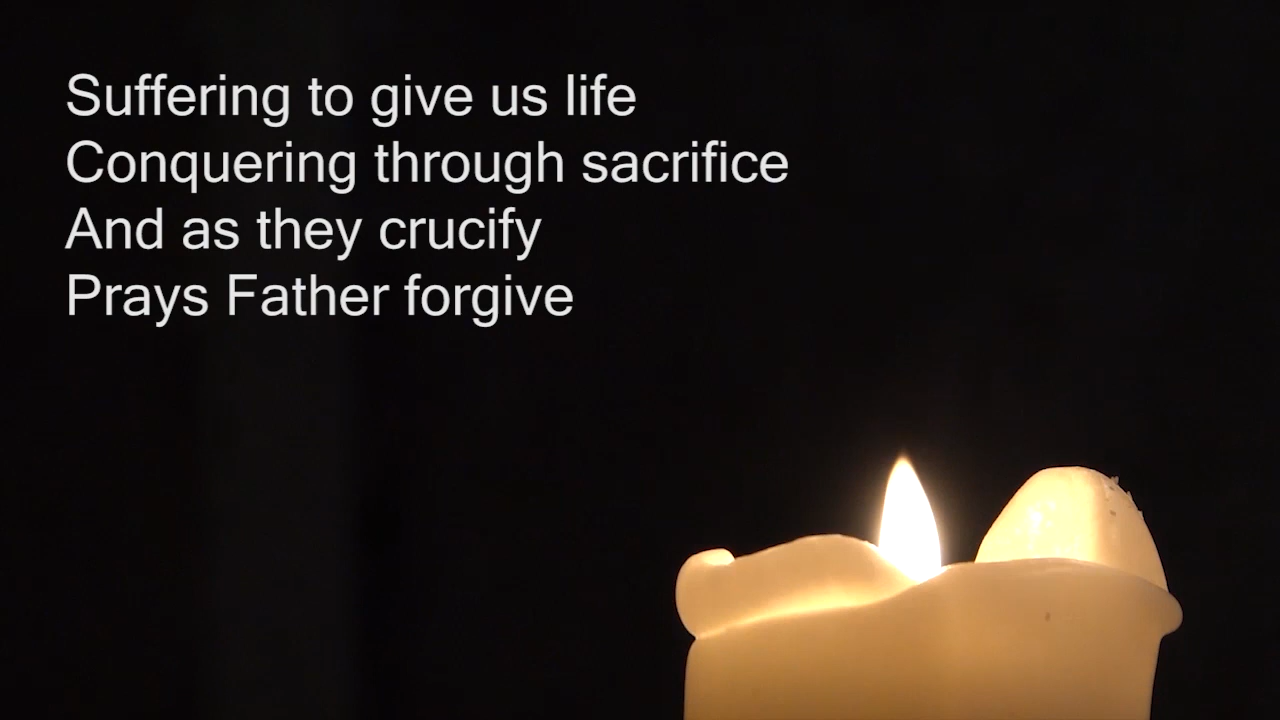 Suffering to give us life
Conquering through sacrifice
And as they crucify
Prays Father forgive